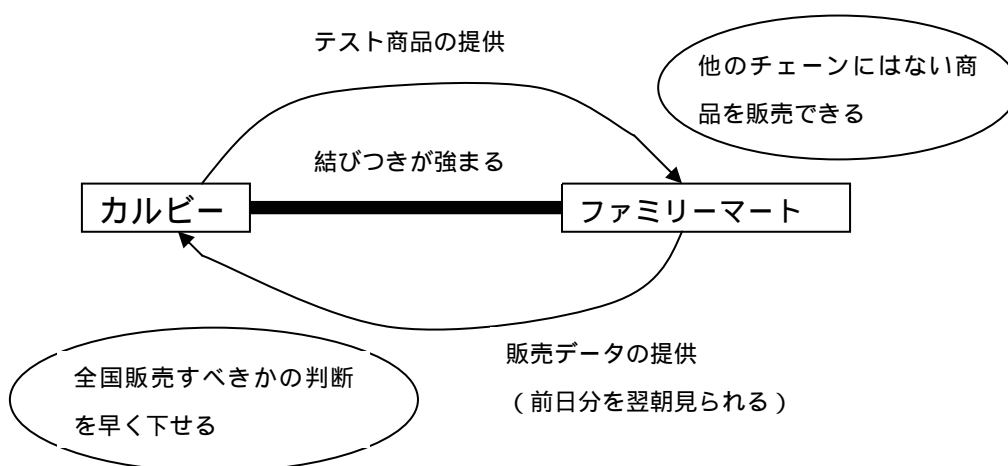 テスト商品の提供
他のチェーンにはない商
品を販売できる
結びつきが強まる
カルビー
ファミリーマート
販売データの提供
(前日分を翌朝見られる)
全国販売すべきかの判断
を早く下せる